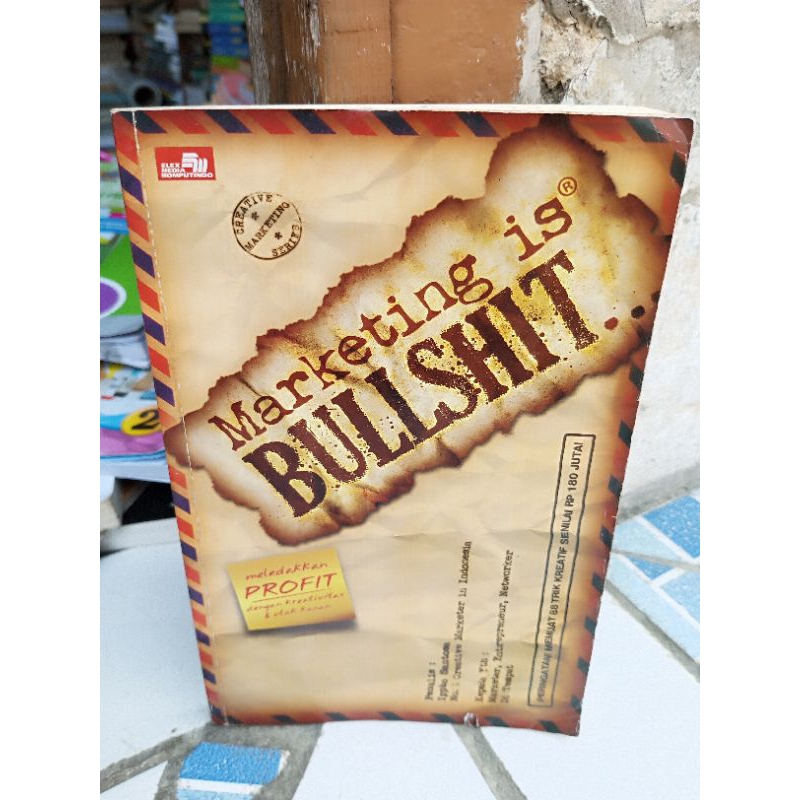 ELEX
MEDIA
KOMPUTINDO
CREATIVE
MARKETING
SERIES
Marketing is®
BULLSHIT...
meledakkan
PROFIT
dengan kreativitas
& otak kanan
Penulis :
Ippho Santosa
No. 1 Creative Marketer in Indonesia
Kepada Yth :
Marketer, Entrepreneur, Networker
Di Tempat
PERINGATAN! MEMUAT 88 TRIK KREATIF SENILAI RP 180 JUTA!
2